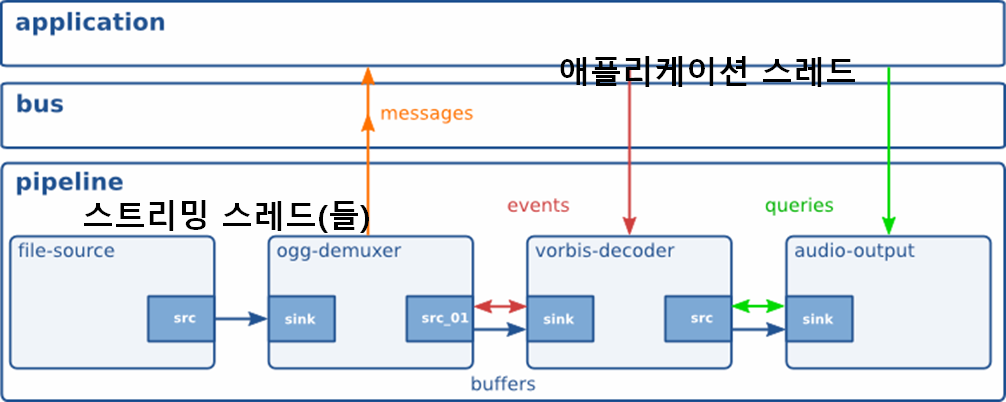 application
애플리케이션 스레드
bus
messages
pipeline
스트리밍 스레드(들)
events
queries
file-source
ogg-demuxer
vorbis-decoder
audio-output
src
sink
src_01
sink
src
sink
buffers